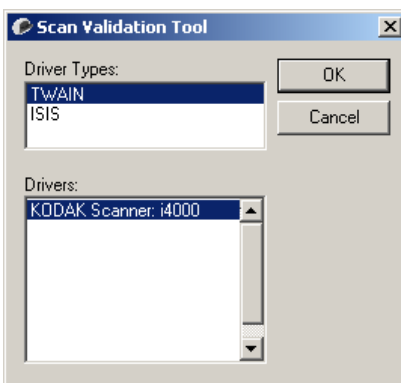 Scan Validation Tool
Driver Types:
TWAIN
ISIS
OK
Cancel
Drivers:
KODAK Scanner: i4000